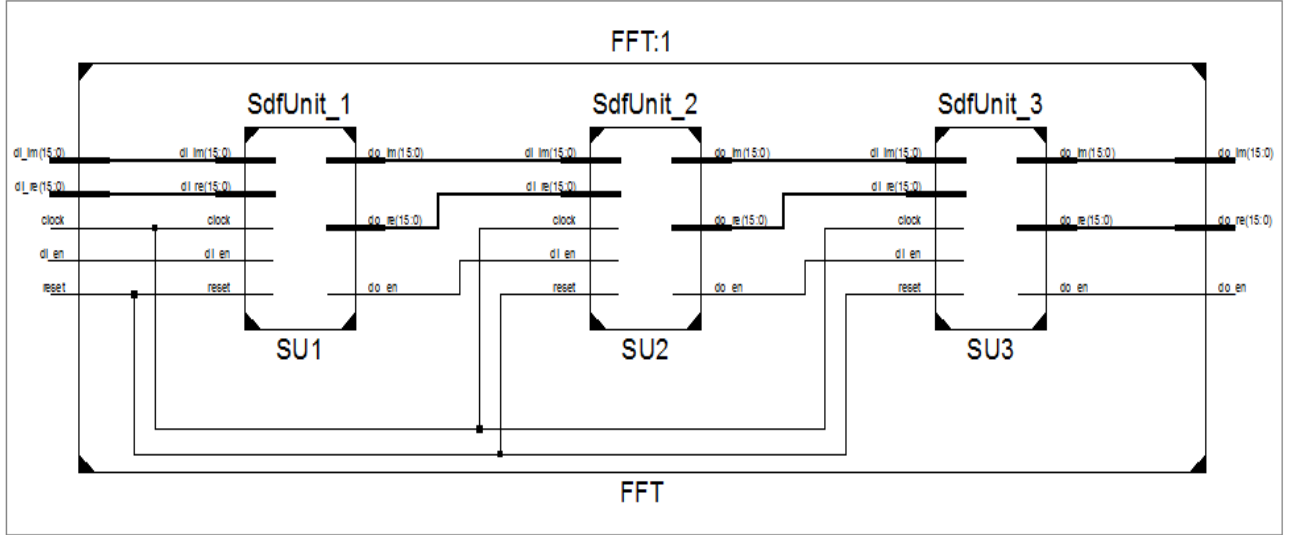 FFT:1
SdfUnit_1 SdfUnit_2 SdfUnit_3
di_im(15:0) di_im(15:0) do_im(15:0) di_im(15:0) do_im(15:0) di_im(15:0) do_im(15:0) do_im(15:0)
di_re(15:0) di_re(15:0) di_re(15:0) di_re(15:0)
clock clock do_re(15:0) clock do_re(15:0) clock do_re(15:0) do_re(15:0)
di_en di_en di_en di_en
reset reset do_en reset do_en reset do_en do_en
SU1 SU2 SU3
FFT